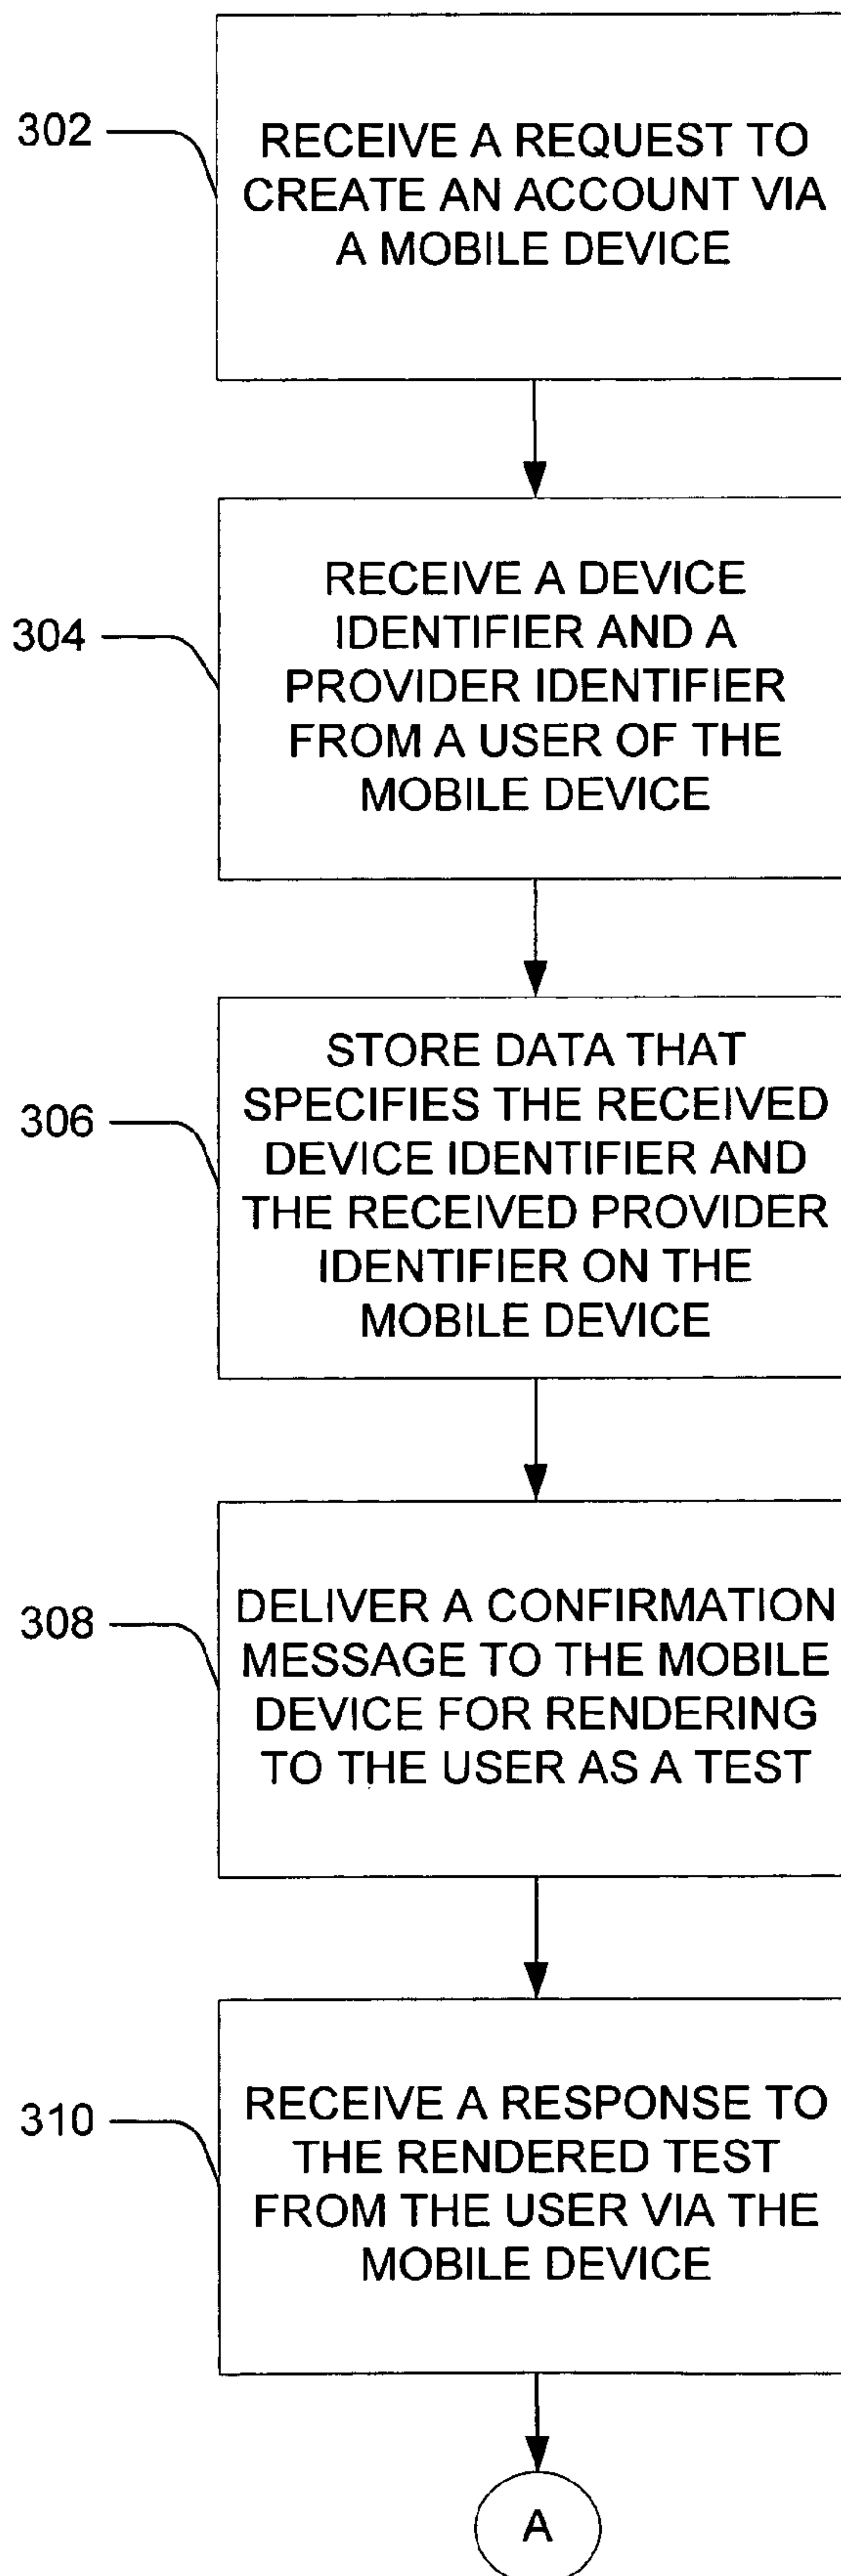 302
RECEIVE A REQUEST TO
CREATE AN ACCOUNT VIA
A MOBILE DEVICE
304
RECEIVE A DEVICE
IDENTIFIER AND A
PROVIDER IDENTIFIER
FROM A USER OF THE
MOBILE DEVICE
306
STORE DATA THAT
SPECIFIES THE RECEIVED
DEVICE IDENTIFIER AND
THE RECEIVED PROVIDER
IDENTIFIER ON THE
MOBILE DEVICE
308
DELIVER A CONFIRMATION
MESSAGE TO THE MOBILE
DEVICE FOR RENDERING
TO THE USER AS A TEST
310
RECEIVE A RESPONSE TO
THE RENDERED TEST
FROM THE USER VIA THE
MOBILE DEVICE
A